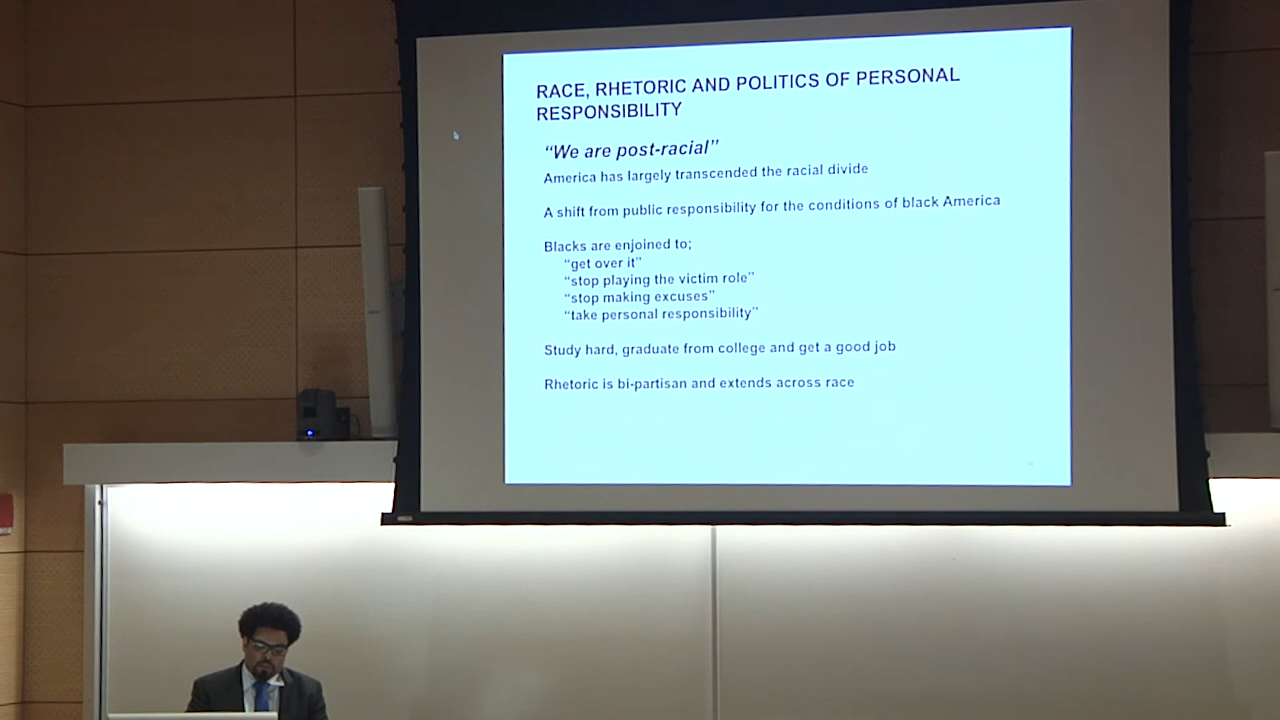 RACE, RHETORIC AND POLITICS OF PERSONAL
RESPONSIBILITY
“We are post-racial”
America has largely transcended the racial divide
A shift from public responsibility for the conditions of black America
Blacks are enjoined to;
“get over it”
“stop playing the victim role”
“stop making excuses”
“take personal responsibility”
Study hard, graduate from college and get a good job
Rhetoric is bi-partisan and extends across race